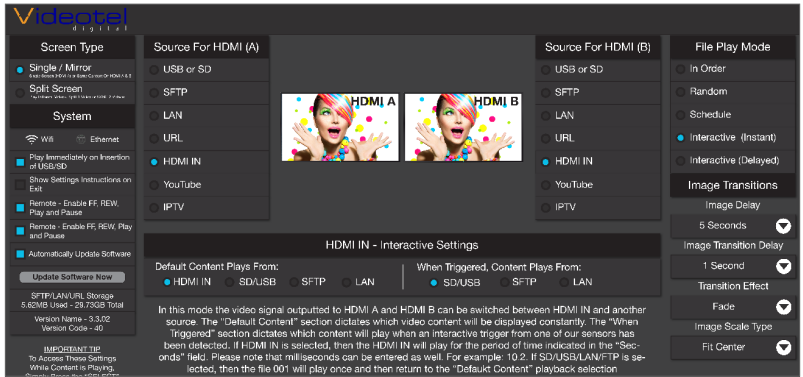 Videotel
digital
Screen Type
Single / Mirror
Split Screen
System
Wifi
Ethernet
Play Immediately on Insertion
of USB/SD
Show Settings Instructions on
Exit
Remote - Enable FF, REW,
Play and Pause
Remote - Enable FF, REW, Play
and Pause
Automatically Update Software
Update Software Now
SFTP/LAN/URL Storage
5.62MB Used - 29.73GB Total
Version Name - 3.3.02
Version Code - 40
IMPORTANT TIP
To Access These Settings
While Content is Playing,
Source For HDMI (A)
USB or SD
SFTP
LAN
URL
HDMI IN
YouTube
IPTV
HDMI A
HDMI B
Source For HDMI (B)
USB or SD
SFTP
LAN
URL
HDMI IN
YouTube
IPTV
HDMI IN - Interactive Settings
Default Content Plays From:
HDMI IN
SD/USB
SFTP
LAN
When Triggered, Content Plays From:
SD/USB
SFTP
LAN
In this mode the video signal outputted to HDMI A and HDMI B can be switched between HDMI IN and another
source. The "Default Content" section dictates which video content will be displayed constantly. The "When
Triggered" section dictates which content will play when an interactive trigger from one of our sensors has
been detected. If HDMI IN is selected, then the HDMI IN will play for the period of time indicated in the "Sec-
onds" field. Please note that milliseconds can be entered as well. For example: 10.2. If SD/USB/LAN/FTP is se-
lected, then the file 001 will play once and then return to the "Defaukt Content" playback selection
File Play Mode
In Order
Random
Schedule
Interactive (Instant)
Interactive (Delayed)
Image Transitions
Image Delay
5 Seconds
Image Transition Delay
1 Second
Transition Effect
Fade
Image Scale Type
Fit Center